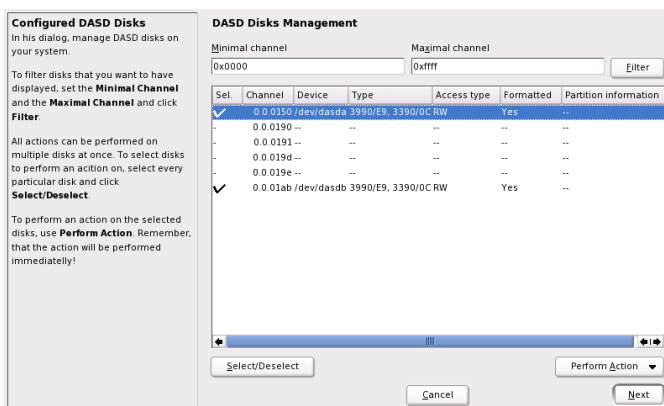 Configured DASD Disks
In his dialog, manage DASD disks on
your system.
To filter disks that you want to have
displayed, set the Minimal Channel
and the Maximal Channel and click
Filter.
All actions can be performed on
multiple disks at once. To select disks
to perform an acition on, select every
particular disk and click
Select/Deselect.
To perform an action on the selected
disks, use Perform Action. Remember,
that the action will be performed
immediatelly!
DASD Disks Management
Minimal channel Maximal channel
0x0000 0xffff Filter
Sel. Channel Device Type Access type Formatted Partition information
0.0.0150 /dev/dasda 3990/E9, 3390/0C RW Yes --
- 0.0.0190 -- -- -- -- --
- 0.0.0191 -- -- -- -- --
- 0.0.019d -- -- -- -- --
- 0.0.019e -- -- -- -- --
0.0.01ab /dev/dasdb 3990/E9, 3390/0C RW Yes --
Select/Deselect Perform Action
Cancel Next